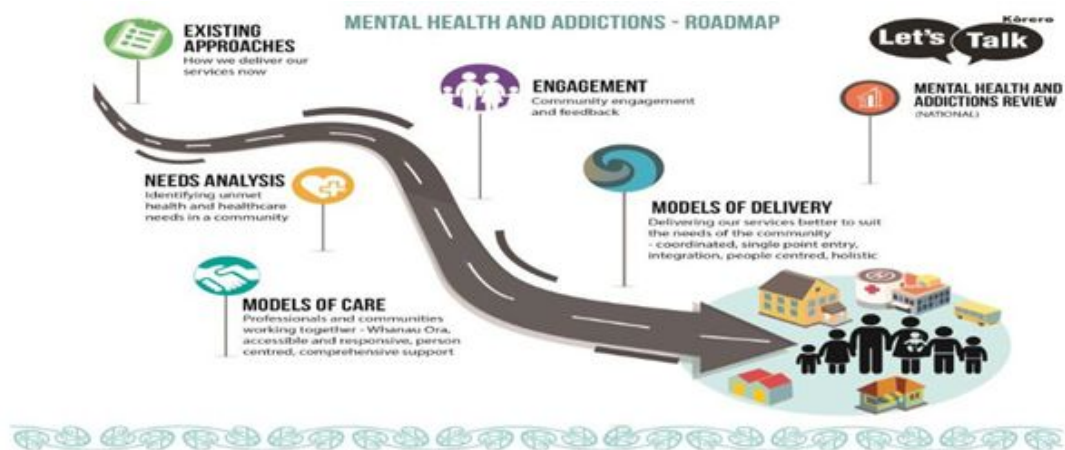 MENTAL HEALTH AND ADDICTIONS - ROADMAP
Kōrero
Let's Talk
EXISTING
APPROACHES
How we deliver our
services now
ENGAGEMENT
Community engagement
and feedback
MENTAL HEALTH AND
ADDICTIONS REVIEW
(NATIONAL)
NEEDS ANALYSIS
Identifying unmet
health and healthcare
needs in a community
MODELS OF DELIVERY
Delivering our services better to suit
the needs of the community
- coordinated, single point entry,
integration, people centred, holistic
MODELS OF CARE
Professionals and communities
working together - Whanau Ora,
accessible and responsive, person
centred, comprehensive support